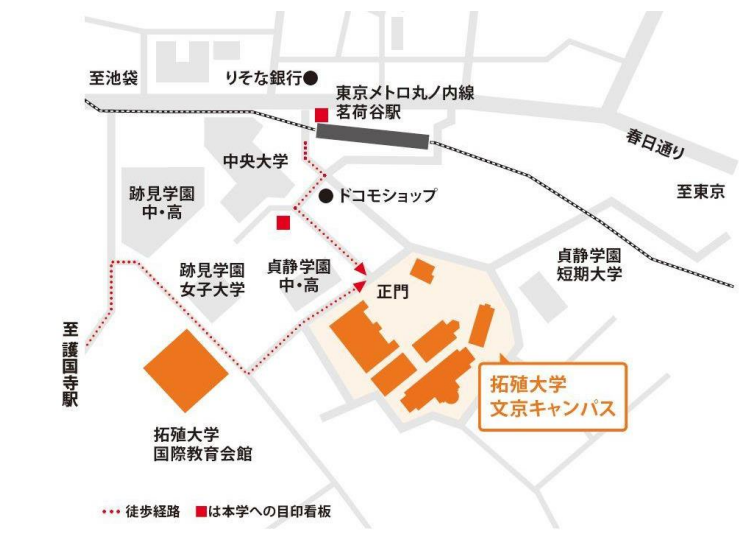 至池袋
りそな銀行
東京メトロ丸ノ内線
茗荷谷駅
春日通り
中央大学
至東京
跡見学園
中・高
ドコモショップ
貞静学園
短期大学
跡見学園
女子大学
貞静学園
中・高
正門
至護国寺駅
拓殖大学
文京キャンパス
拓殖大学
国際教育会館
徒歩経路
は本学への目印看板